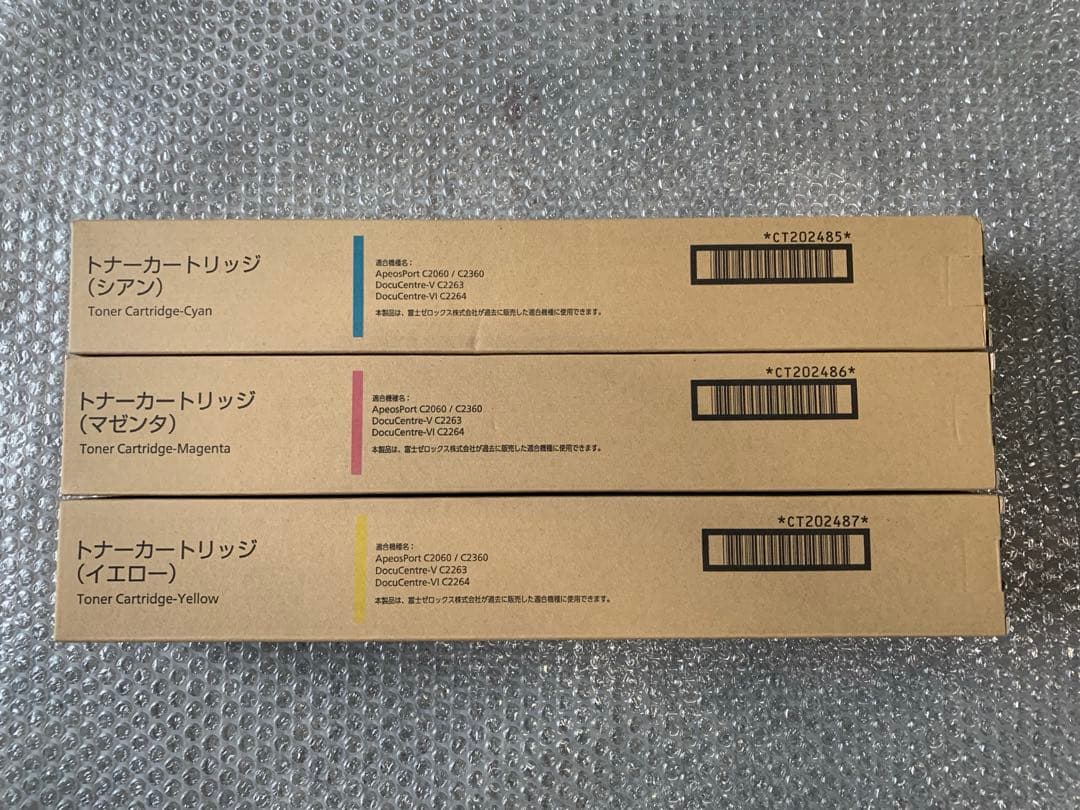 トナーカートリッジ
（シアン）
Toner Cartridge-Cyan
適合機種名：
ApeosPort C2060 / C2360
DocuCentre-V C2263
DocuCentre-VI C2264
本製品は、富士ゼロックス株式会社が過去に販売した適合機種に使用できます。
*CT202485*
トナーカートリッジ
（マゼンタ）
Toner Cartridge-Magenta
適合機種名：
ApeosPort C2060 / C2360
DocuCentre-V C2263
DocuCentre-VI C2264
本製品は、富士ゼロックス株式会社が過去に販売した適合機種に使用できます。
*CT202486*
トナーカートリッジ
（イエロー）
Toner Cartridge-Yellow
適合機種名：
ApeosPort C2060 / C2360
DocuCentre-V C2263
DocuCentre-VI C2264
本製品は、富士ゼロックス株式会社が過去に販売した適合機種に使用できます。
*CT202487*